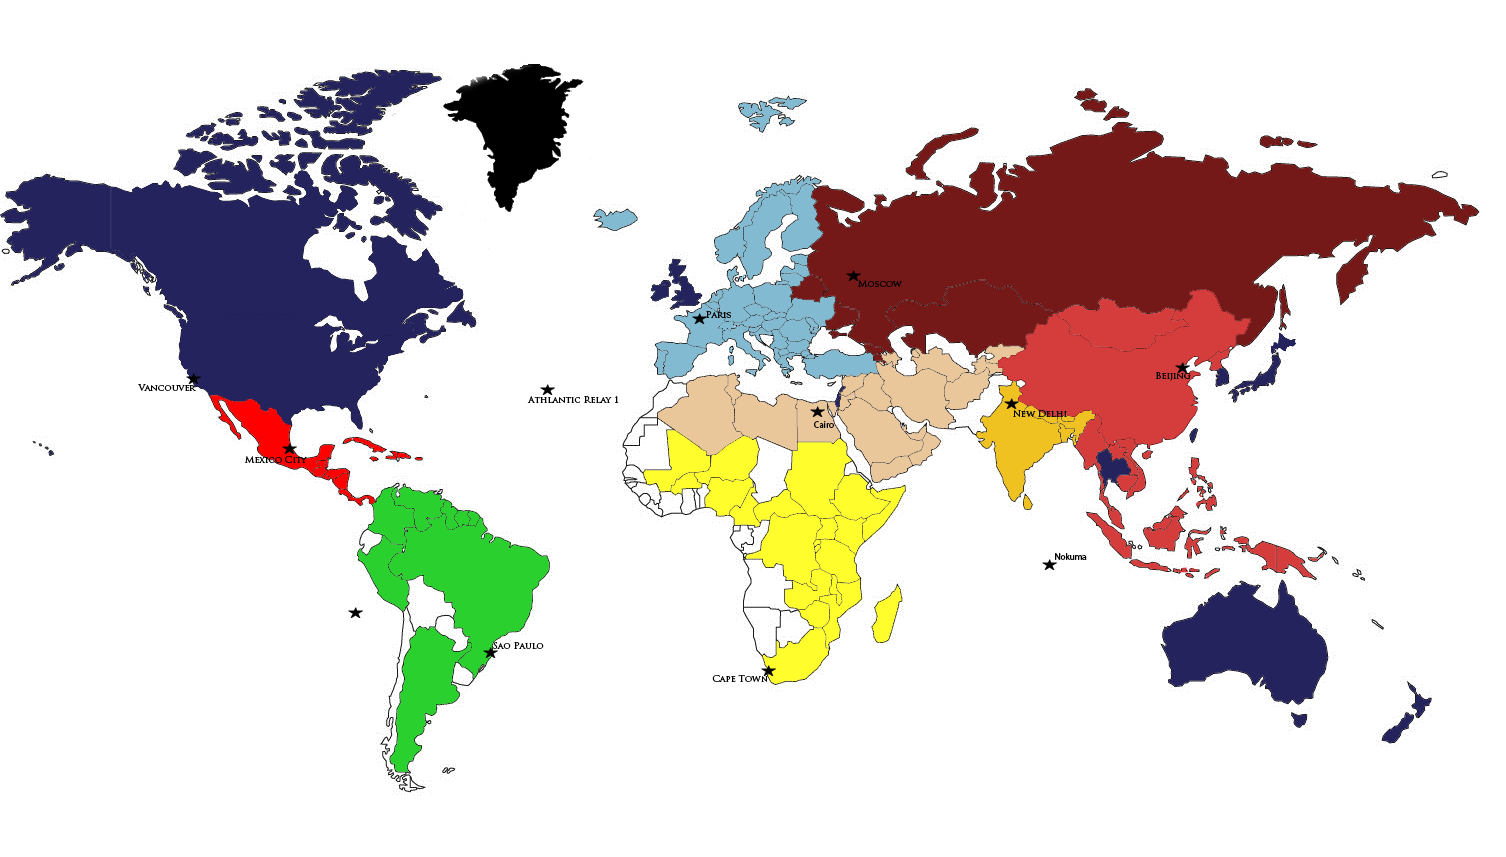 Moscow
Paris
Vancouver
Beijing
Athlantic Relay 1
New Delhi
Cairo
Mexico City
Nokuma
Sao Paulo
Cape Town